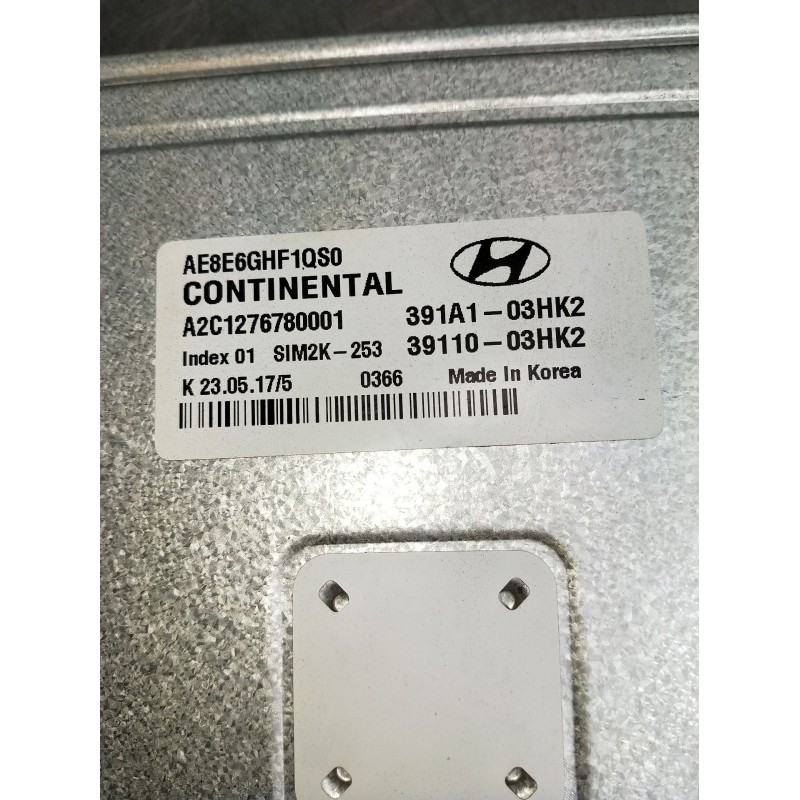 AE8E6GHF1QS0
CONTINENTAL
A2C1276780001 391A1-03HK2
Index 01 SIM2K-253 39110-03HK2
K 23.05.17/5 0366 Made In Korea